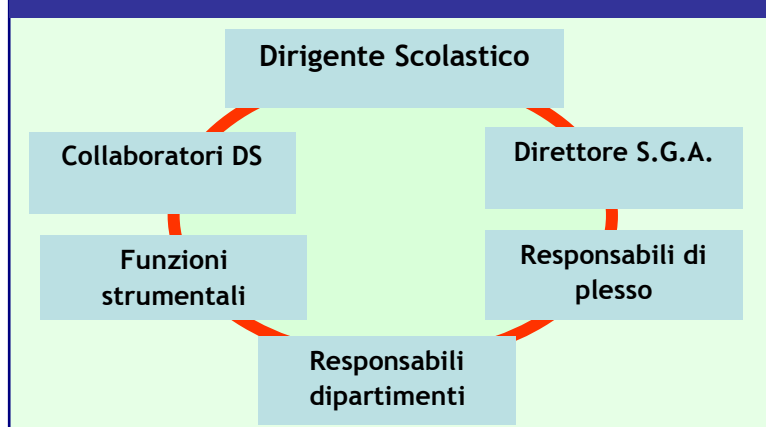 Dirigente Scolastico
Collaboratori DS
Direttore S.G.A.
Funzioni
strumentali
Responsabili di
plesso
Responsabili
dipartimenti